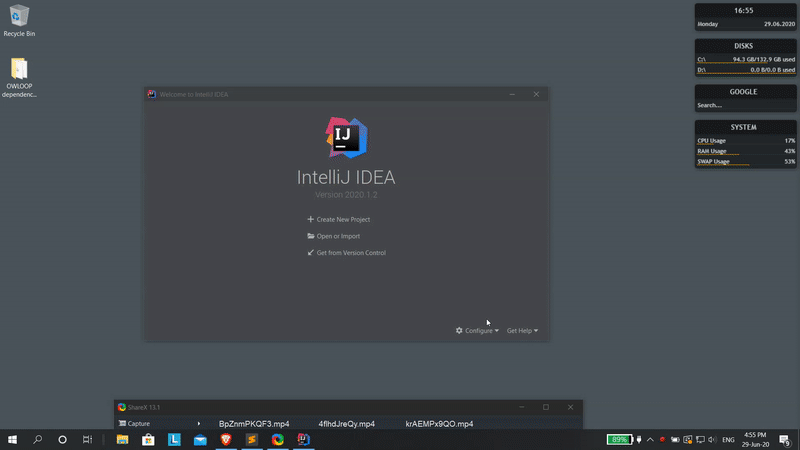 Recycle Bin
OWLOOP
dependenc...
16:55
Monday 29.06.2020
DISKS
C:\ 94.3 GB/132.9 GB used
D:\ 0.0 B/0.0 B used
GOOGLE
Search...
SYSTEM
CPU Usage 17%
RAM Usage 43%
SWAP Usage 53%
Welcome to IntelliJ IDEA
IJ
IntelliJ IDEA
Version 2020.1.2
Create New Project
Open or Import
Get from Version Control
Configure Get Help
ShareX 13.1
Capture BpZnmPKQF3.mp4 4flhdJreQy.mp4 krAEMPx9QO.mp4
L
89% ENG 4:55 PM
29-Jun-20
9